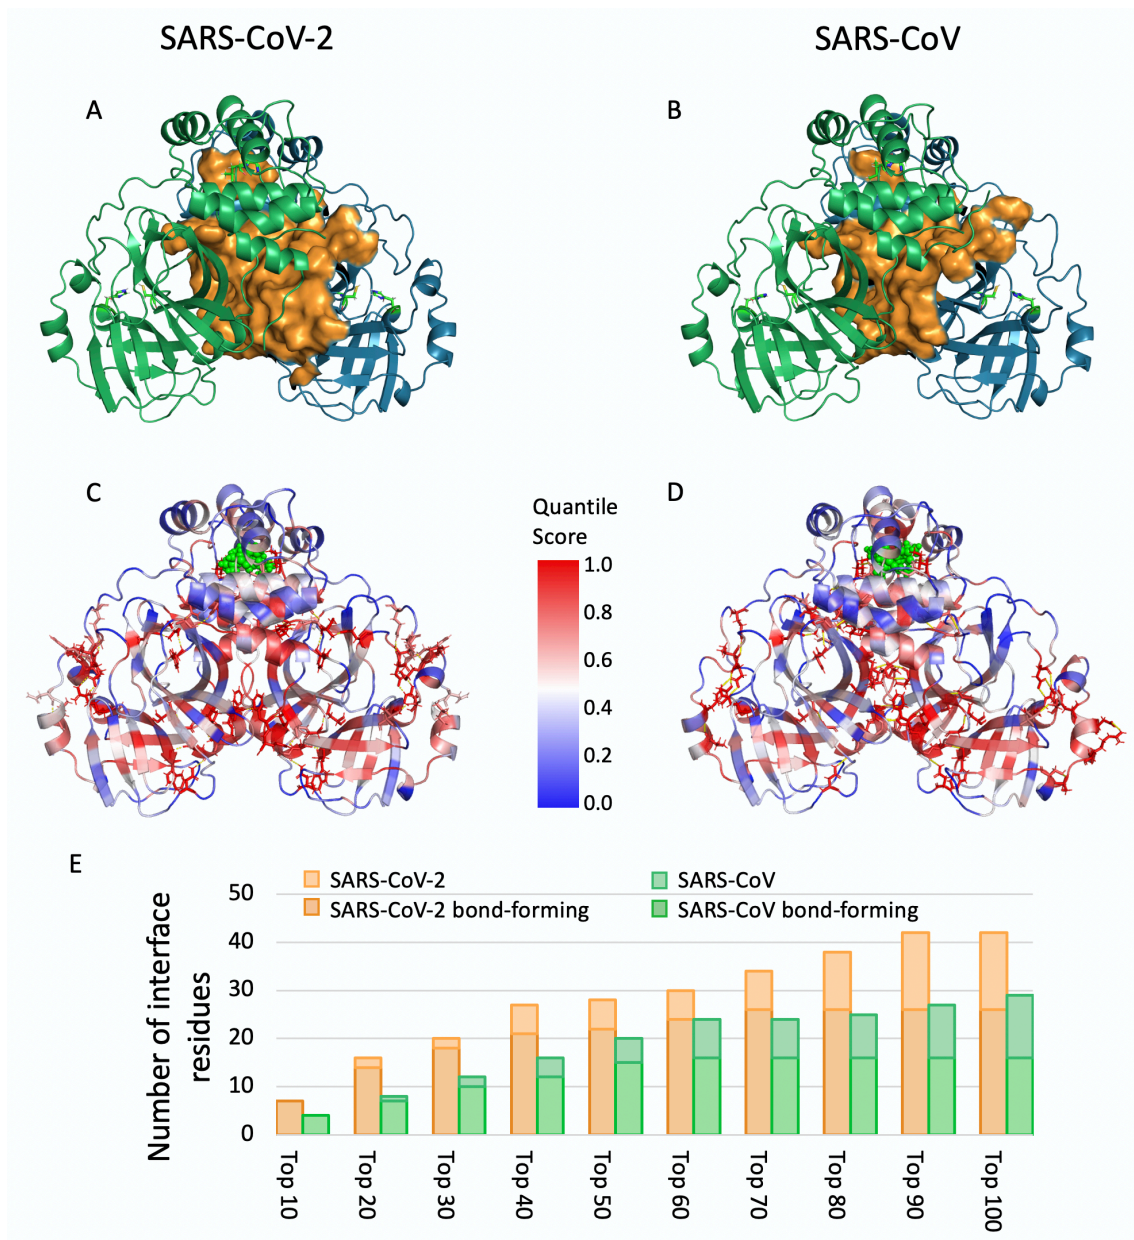 SARS-CoV-2
SARS-CoV
A
B
C
D
Quantile
Score
1.0
0.8
0.6
0.4
0.2
0.0
E
Number of interface
residues
50
40
30
20
10
0
SARS-CoV-2
SARS-CoV
SARS-CoV-2 bond-forming
SARS-CoV bond-forming
Top 10
Top 20
Top 30
Top 40
Top 50
Top 60
Top 70
Top 80
Top 90
Top 100